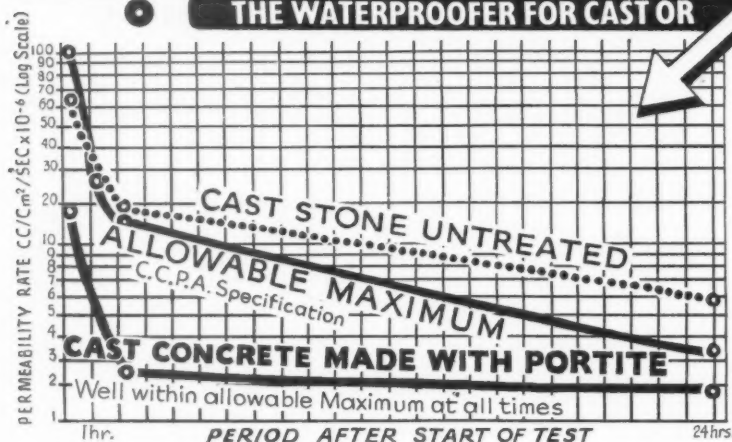 THE WATERPROOFER FOR CAST OR
PERMEABILITY RATE CC/Cm²/SEC x 10-6 (Log Scale)
100
90
80
70
60
50
40
30
20
10
9
8
7
6
5
4
3
2
1
CAST STONE UNTREATED
ALLOWABLE MAXIMUM
C.C.P.A. Specification
CAST CONCRETE MADE WITH PORTITE
Well within allowable Maximum at all times
1hr.
PERIOD AFTER START OF TEST
24hrs